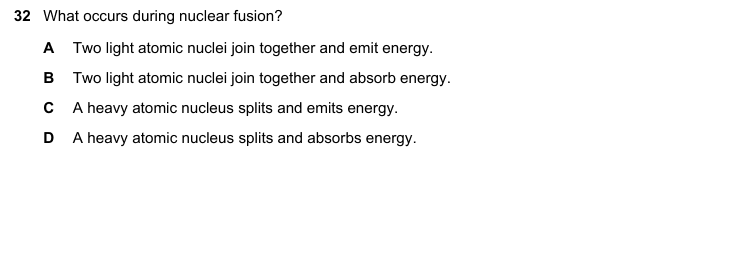 32 What occurs during nuclear fusion?
A Two light atomic nuclei join together and emit energy.
B Two light atomic nuclei join together and absorb energy.
C A heavy atomic nucleus splits and emits energy.
D A heavy atomic nucleus splits and absorbs energy.